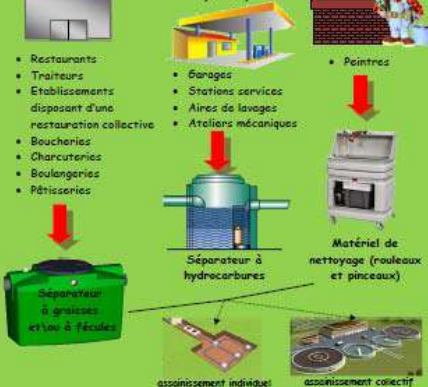 Restaurants
Traiteurs
Etablissements
disposant d'une
restauration collective
Boucheries
Charcuteries
Boulangeries
Pâtisseries
Garages
Stations services
Aires de lavages
Ateliers mécaniques
Peintres
Séparateur à
hydrocarbures
Matériel de
nettoyage (rouleaux
et pinceaux)
Séparateur
à graisses
et\ou à fécules
assainissement individuel
assainissement collectif